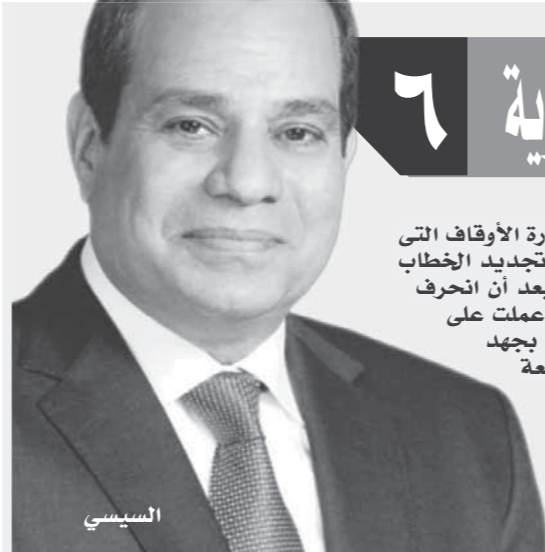 ية ٦
رة الأوقاف التى
تجديد الخطاب
بعد أن انحرف
عملت على
بجهد
عة
السيسي